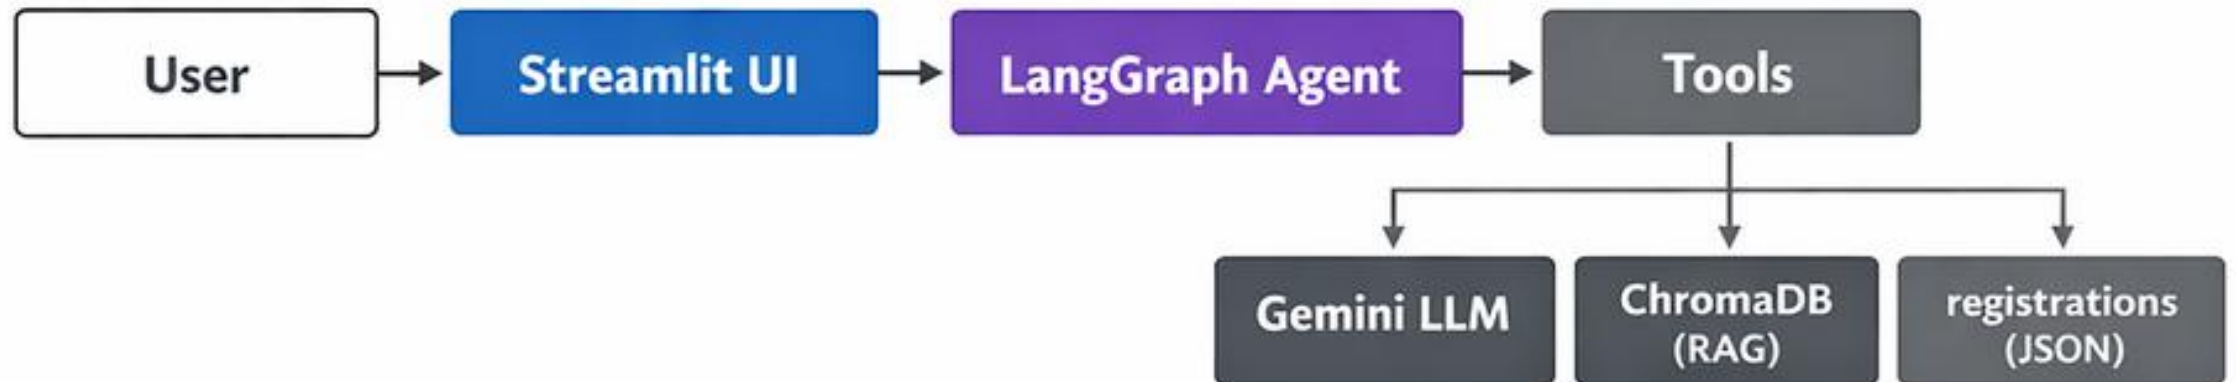 User
Streamlit UI
LangGraph Agent
Tools
Gemini LLM
ChromaDB
(RAG)
registrations
(JSON)